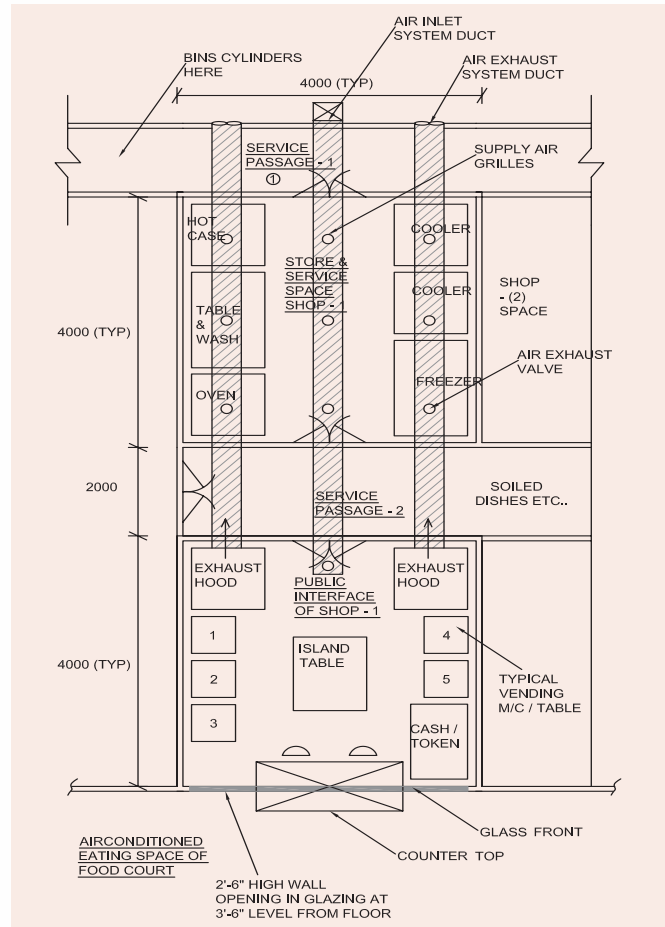 AIR INLET
SYSTEM DUCT
BINS CYLINDERS
HERE
AIR EXHAUST
SYSTEM DUCT
4000 (TYP)
SERVICE
PASSAGE - 1
1
SUPPLY AIR
GRILLES
HOT
CASE
COOLER
STORE &
SERVICE
SPACE
SHOP - 1
COOLER
SHOP
- (2)
SPACE
4000 (TYP)
TABLE
&
WASH
AIR EXHAUST
VALVE
OVEN
FREEZER
2000
SERVICE
PASSAGE - 2
SOILED
DISHES ETC..
EXHAUST
HOOD
PUBLIC
INTERFACE
OF SHOP - 1
EXHAUST
HOOD
1
ISLAND
TABLE
4
4000 (TYP)
2
5
TYPICAL
VENDING
M/C / TABLE
3
CASH /
TOKEN
GLASS FRONT
AIRCONDITIONED
EATING SPACE OF
FOOD COURT
COUNTER TOP
2'-6" HIGH WALL
OPENING IN GLAZING AT
3'-6" LEVEL FROM FLOOR